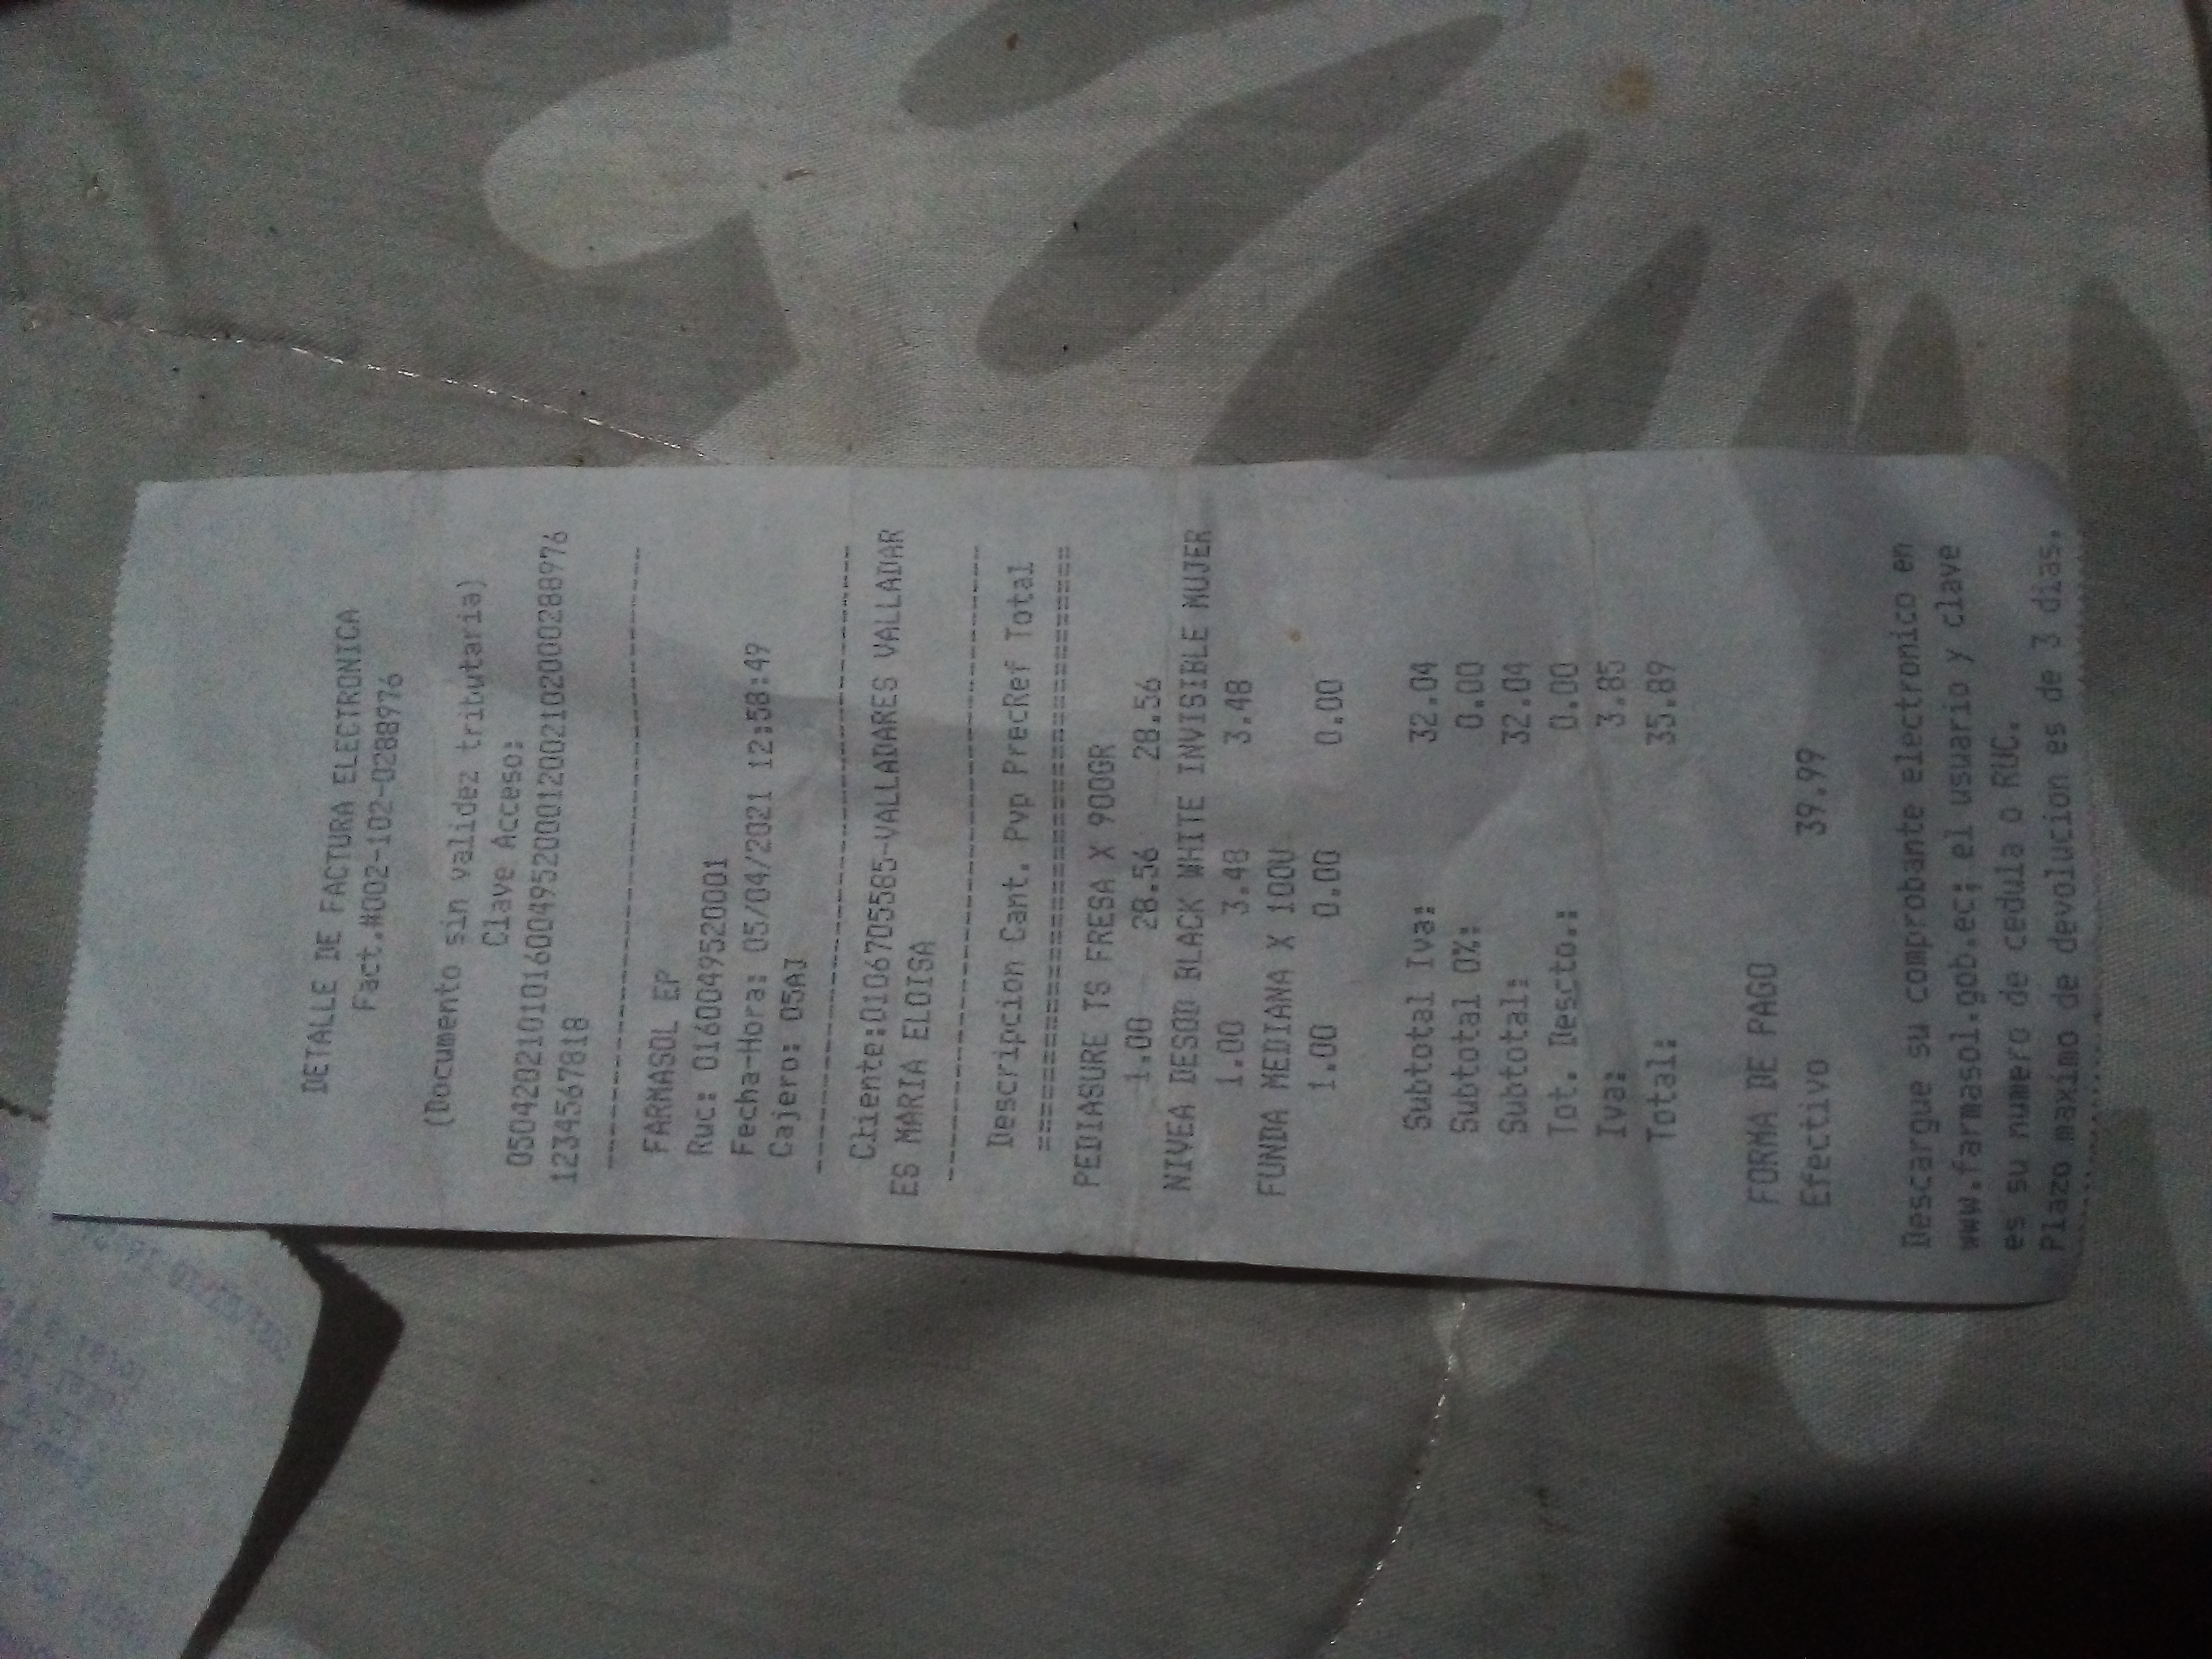 DETALLE DE FACTURA ELECTRONICA
Fact.#002-102-0288976
(Documento sin validez tributaria)
Clave Acceso:
050420210101600495200012002102000288976
1234567818
FARMASOL EP
Ruc: 0160049520001
Fecha-Hora: 05/04/2021 12:58:49
Cajero: 05AJ
Cliente:0106705585-VALLADARES VALLADAR
ES MARIA ELOISA
Descripcion Cant. Pvp PrecRef Total
PEDIASURE TS FRESA X 900GR
1.00 28.56 28.56
NIVEA DESOD BLACK WHITE INVISIBLE MUJER
1.00 3.48 3.48
FUNDA MEDIANA X 100U
1.00 0.00 0.00
Subtotal Iva: 32.04
Subtotal 0%: 0.00
Subtotal: 32.04
Tot. Descto.: 0.00
Iva: 3.85
Total: 35.89
FORMA DE PAGO
Efectivo 39.99
Descargue su comprobante electronico en
www.farmasol.gob.ec; el usuario y clave
es su numero de cedula o RUC.
Plazo maximo de devolucion es de 3 dias.